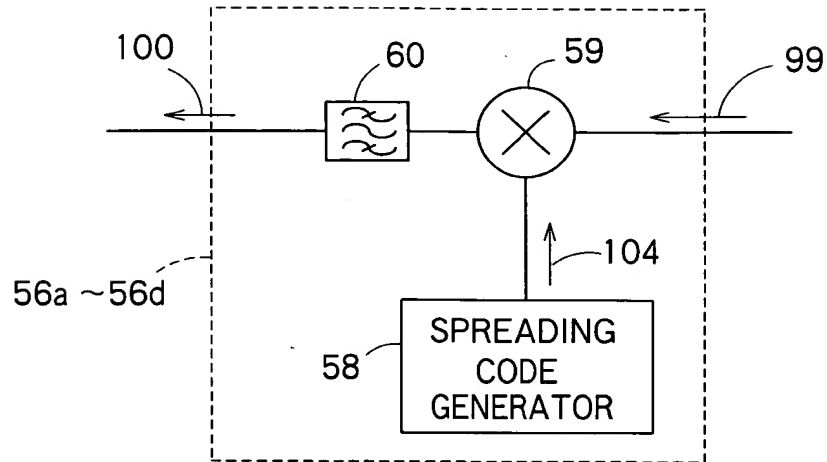 100
60
59
99
104
56a ~56d
58
SPREADING
CODE
GENERATOR